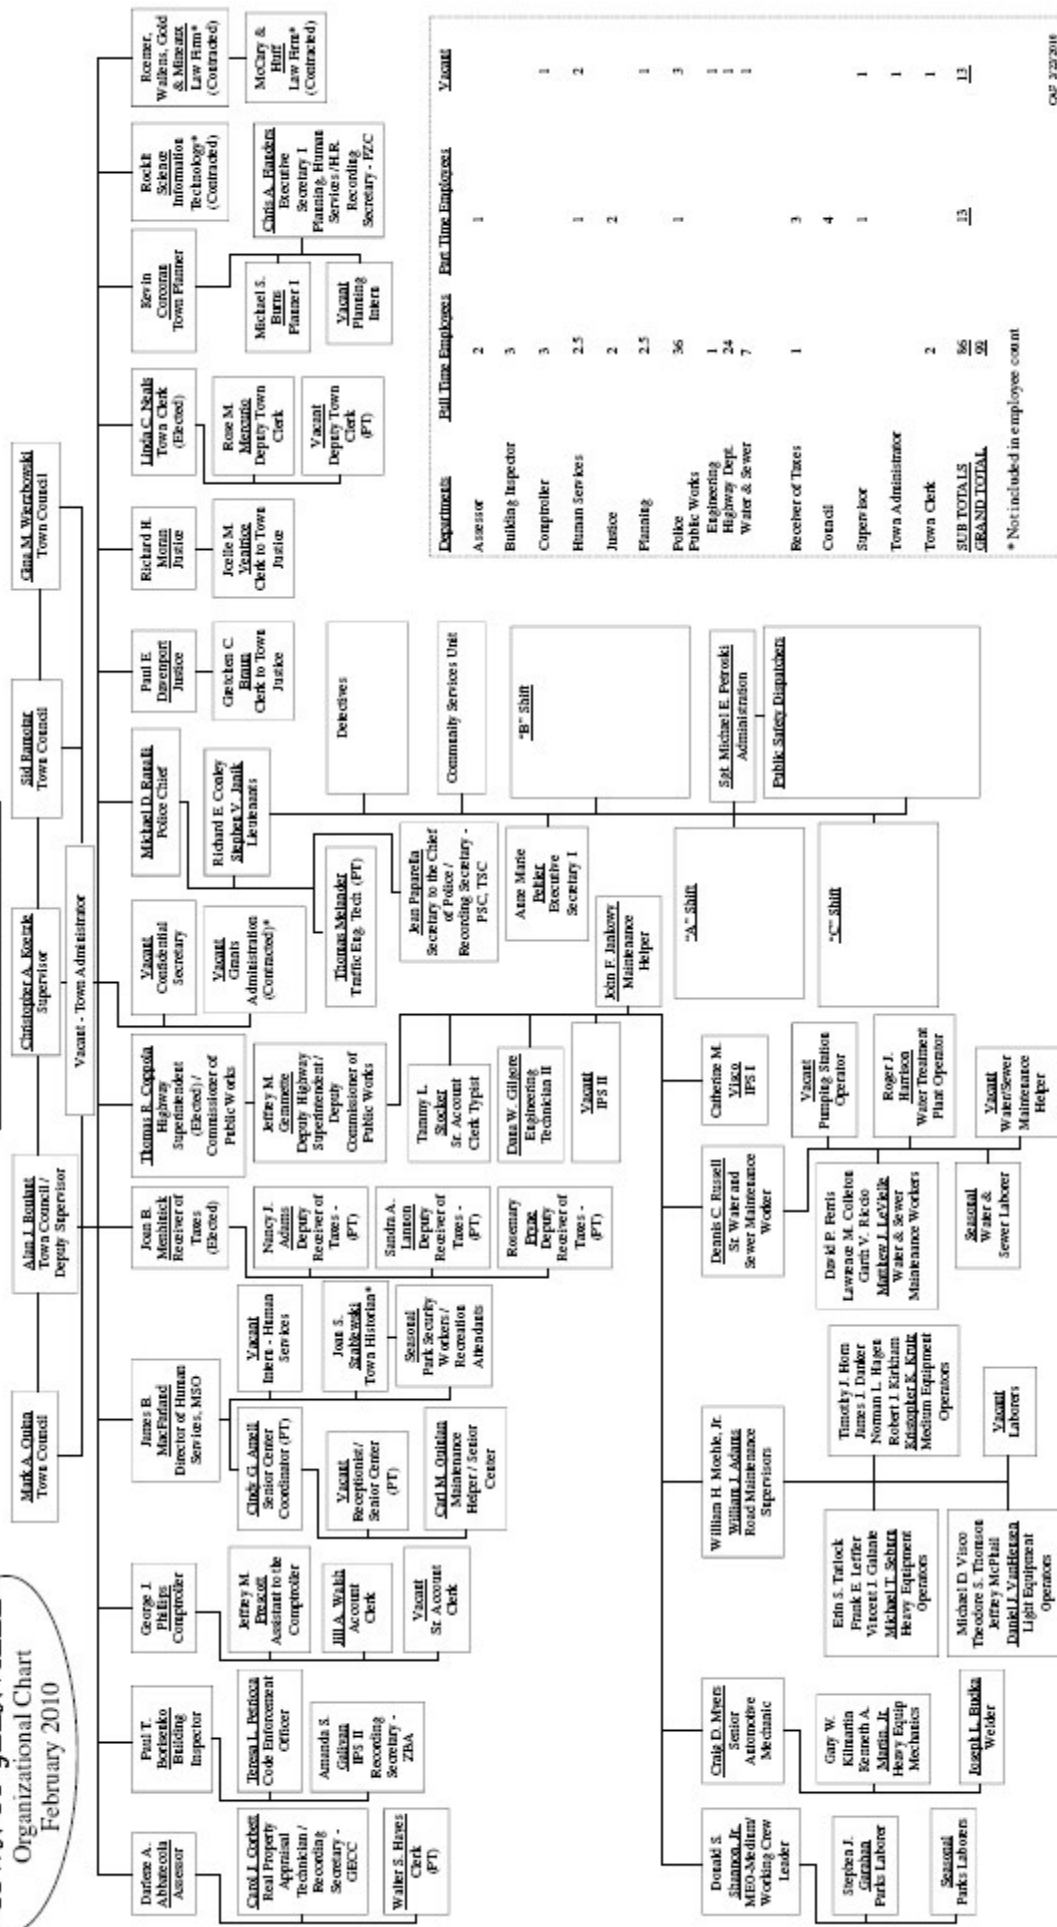 Organizational Chart
February 2010
Mark A. Quinn
Town Council
Alan J. Boulant
Town Council /
Deputy Supervisor
Christopher A. Koetzle
Supervisor
Sid Ramotar
Town Council
Gina M. Wierzbowski
Town Council
Vacant - Town Administrator
Darlene A.
Abbatecola
Assessor
Carol J. Corbett
Real Property
Appraisal
Technician /
Recording
Secretary -
GECC
Walter S. Hayes
Clerk
(PT)
Paul T.
Borisenko
Building
Inspector
Teresa L. Petricca
Code Enforcement
Officer
Amanda S.
Galivan
IPS II
Recording
Secretary -
ZBA
George J.
Phillips
Comptroller
Jeffrey M.
Prescott
Assistant to the
Comptroller
Jill A. Walsh
Account
Clerk
Vacant
Sr. Account
Clerk
James B.
MacFarland
Director of Human
Services, MSO
Cindy G. Amell
Senior Center
Coordinator (PT)
Vacant
Receptionist /
Senior Center
(PT)
Carl M. Quinlan
Maintenance
Helper / Senior
Center
Vacant
Intern - Human
Services
Joan S.
Szablewski
Town Historian*
Seasonal
Park Security
Workers /
Recreation
Attendants
Joan B.
Menhinick
Receiver of
Taxes
(Elected)
Nancy J.
Adams
Deputy
Receiver of
Taxes -
(PT)
Sandra A.
Lannon
Deputy
Receiver of
Taxes -
(PT)
Rosemary
Pryne
Deputy
Receiver of
Taxes -
(PT)
Thomas R. Coppola
Highway
Superintendent
(Elected) /
Commissioner of
Public Works
Jeffrey M.
Gemmette
Deputy Highway
Superintendent /
Deputy
Commissioner of
Public Works
Tammy L.
Stocker
Sr. Account
Clerk Typist
Dana W. Gilgore
Engineering
Technician II
Vacant
IPS II
John F. Jankowy
Maintenance
Helper
Vacant
Confidential
Secretary
Vacant
Grants
Administration
(Contracted)*
Michael D. Ranalli
Police Chief
Richard E. Conley
Stephen V. Janik
Lieutenants
Thomas Melander
Traffic Eng. Tech. (PT)
Jean Paparella
Secretary to the Chief
of Police /
Recording Secretary -
PSC, TSC
Anne Marie
Pehler
Executive
Secretary I
Detectives
Community Services Unit
"B" Shift
"A" Shift
Sgt. Michael E. Petroski
Administration
Public Safety Dispatchers
"C" Shift
Paul E.
Davenport
Justice
Gretchen C.
Braun
Clerk to Town
Justice
Richard H.
Moran
Justice
Joelle M.
Ventrice
Clerk to Town
Justice
Linda C. Neals
Town Clerk
(Elected)
Rose M.
Mercurio
Deputy Town
Clerk
Vacant
Deputy Town
Clerk
(PT)
Kevin
Corcoran
Town Planner
Michael S.
Burns
Planner I
Vacant
Planning
Intern
Chris A. Flanders
Executive
Secretary I
Planning, Human
Services / H.R.
Recording
Secretary - PZC
Rockit
Science
Information
Technology*
(Contracted)
Roemer,
Wallens, Gold
& Mineaux
Law Firm*
(Contracted)
McCary &
Huff
Law Firm*
(Contracted)
Donald S.
Shannon, Jr.
MEO-Medium/
Working Crew
Leader
Stephen J.
Garahan
Parks Laborer
Seasonal
Parks Laborers
Craig D. Myers
Senior
Automotive
Mechanic
Gary W.
Kilmartin
Kenneth A.
Martin, Jr.
Heavy Equip
Mechanics
Joseph L. Budka
Welder
William H. Moehle, Jr.
William J. Adams
Road Maintenance
Supervisors
Erin S. Tatlock
Frank E. Leffler
Vincent J. Galante
Michael T. Seburn
Heavy Equipment
Operators
Michael D. Visco
Theodore S. Thomson
Jeffrey McPhail
Daniel J. VanHeusen
Light Equipment
Operators
Timothy J. Horn
James J. Danker
Norman L. Hagen
Robert J. Kirkham
Kristopher K. Krutz
Medium Equipment
Operators
Vacant
Laborers
Dennis C. Russell
Sr. Water and
Sewer Maintenance
Worker
David P. Ferris
Lawrence M. Cotleton
Garth V. Riccio
Matthew J. LeVielle
Water & Sewer
Maintenance Workers
Seasonal
Water &
Sewer Laborer
Catherine M.
Visco
IPS I
Vacant
Pumping Station
Operator
Roger J.
Harrison
Water Treatment
Plant Operator
Vacant
Water/Sewer
Maintenance
Helper
Departments Full Time Employees Part Time Employees Vacant
Assessor 2 1
Building Inspector 3
Comptroller 3 1
Human Services 2.5 1 2
Justice 2 2
Planning 2.5 1
Police 36 1 3
Public Works
Engineering 1 1
Highway Dept. 24 1
Water & Sewer 7 1
Receiver of Taxes 1 3
Council 4
Supervisor 1 1
Town Administrator 1
Town Clerk 2 1
SUB TOTALS 86 13 13
GRAND TOTAL 99
* Not included in employee count